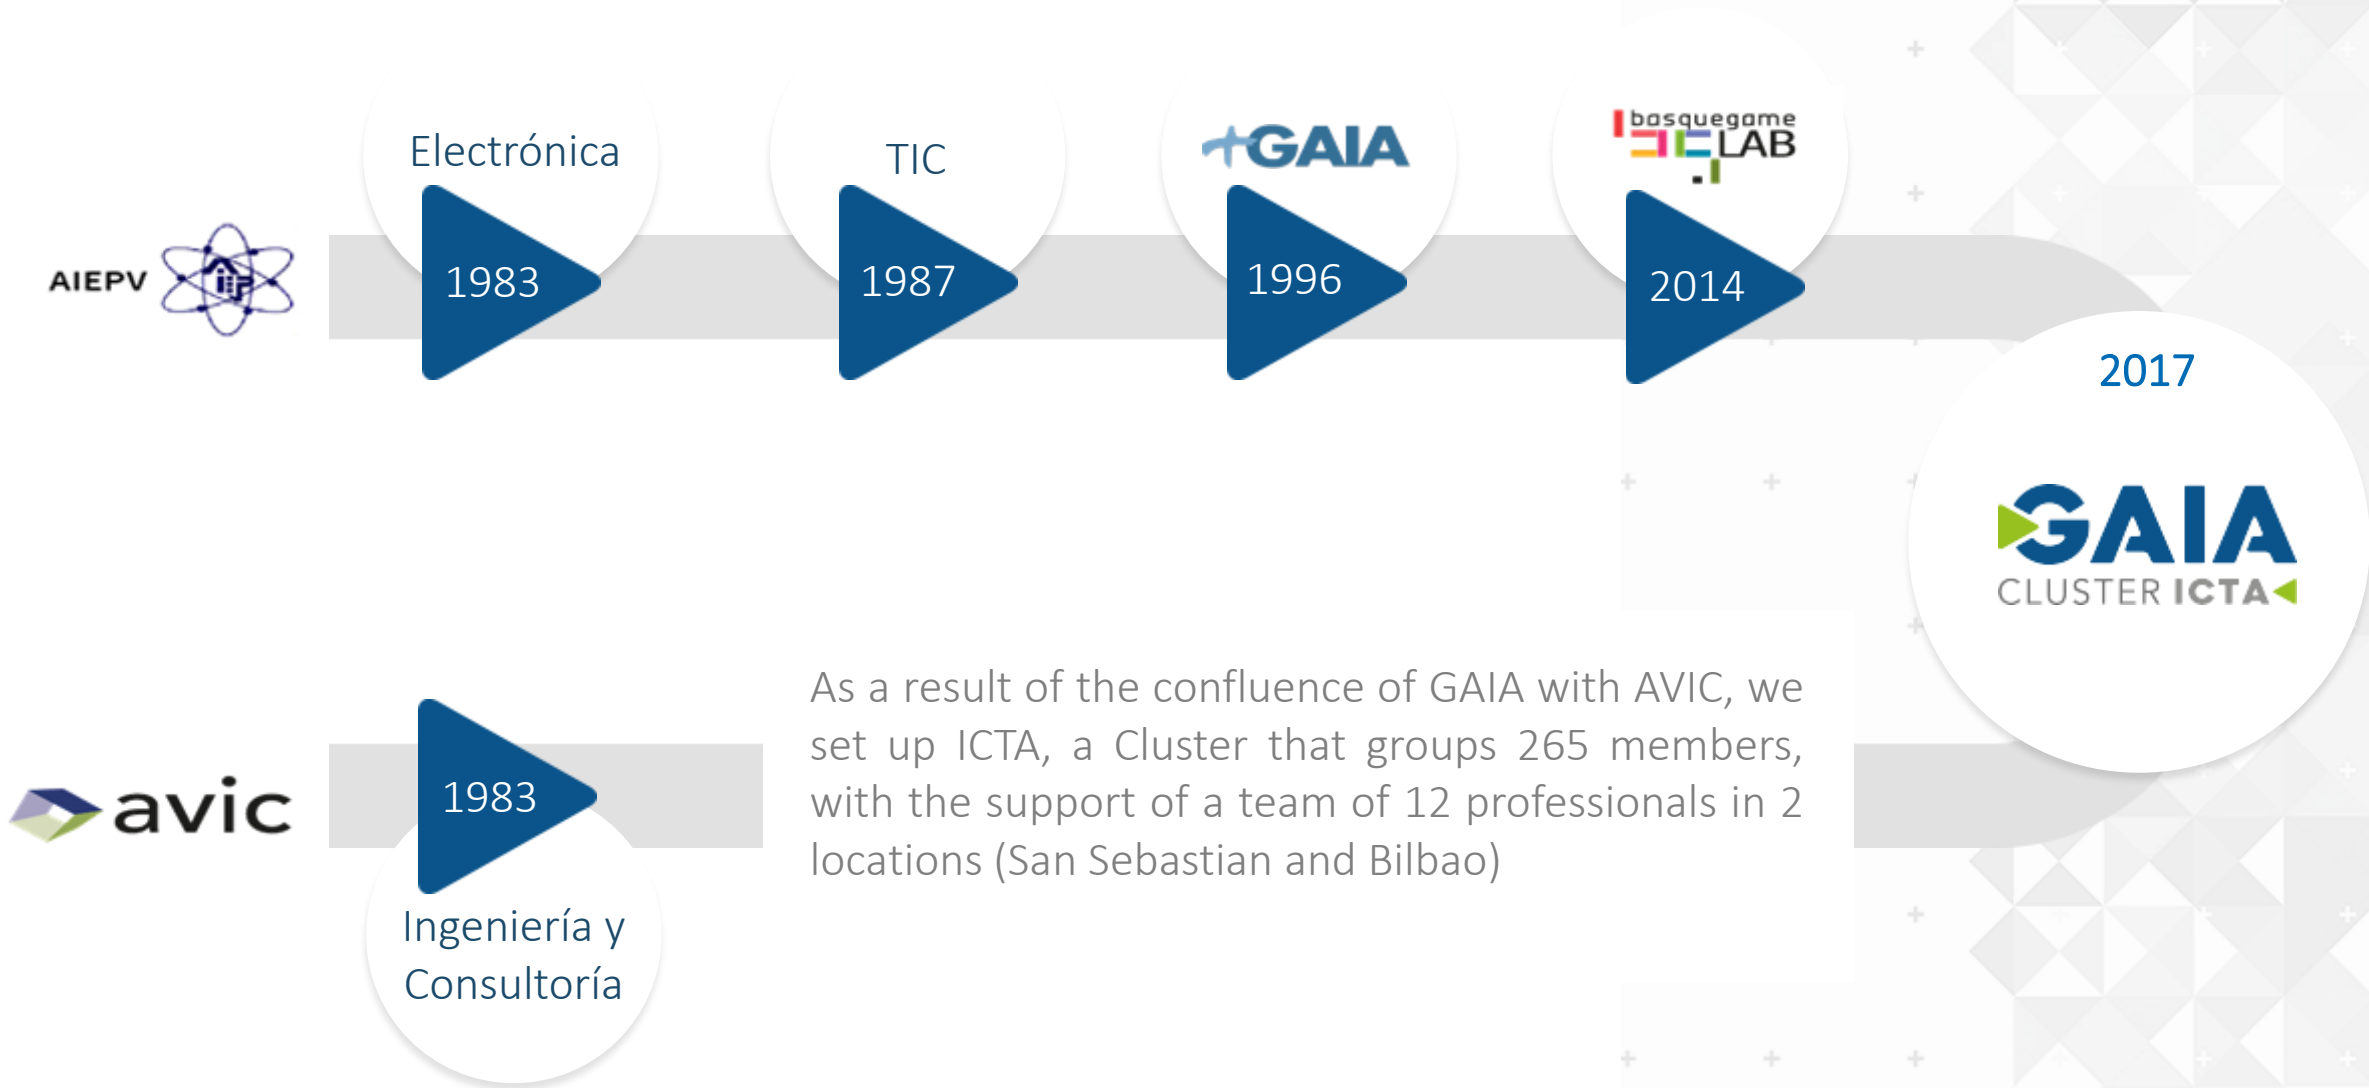 Electrónica
TIC
+GAIA
basquegame
LAB
AIEPV
1983
1987
1996
2014
2017
GAIA
CLUSTER ICTA
avic
1983
Ingeniería y
Consultoría
As a result of the confluence of GAIA with AVIC, we
set up ICTA, a Cluster that groups 265 members,
with the support of a team of 12 professionals in 2
locations (San Sebastian and Bilbao)